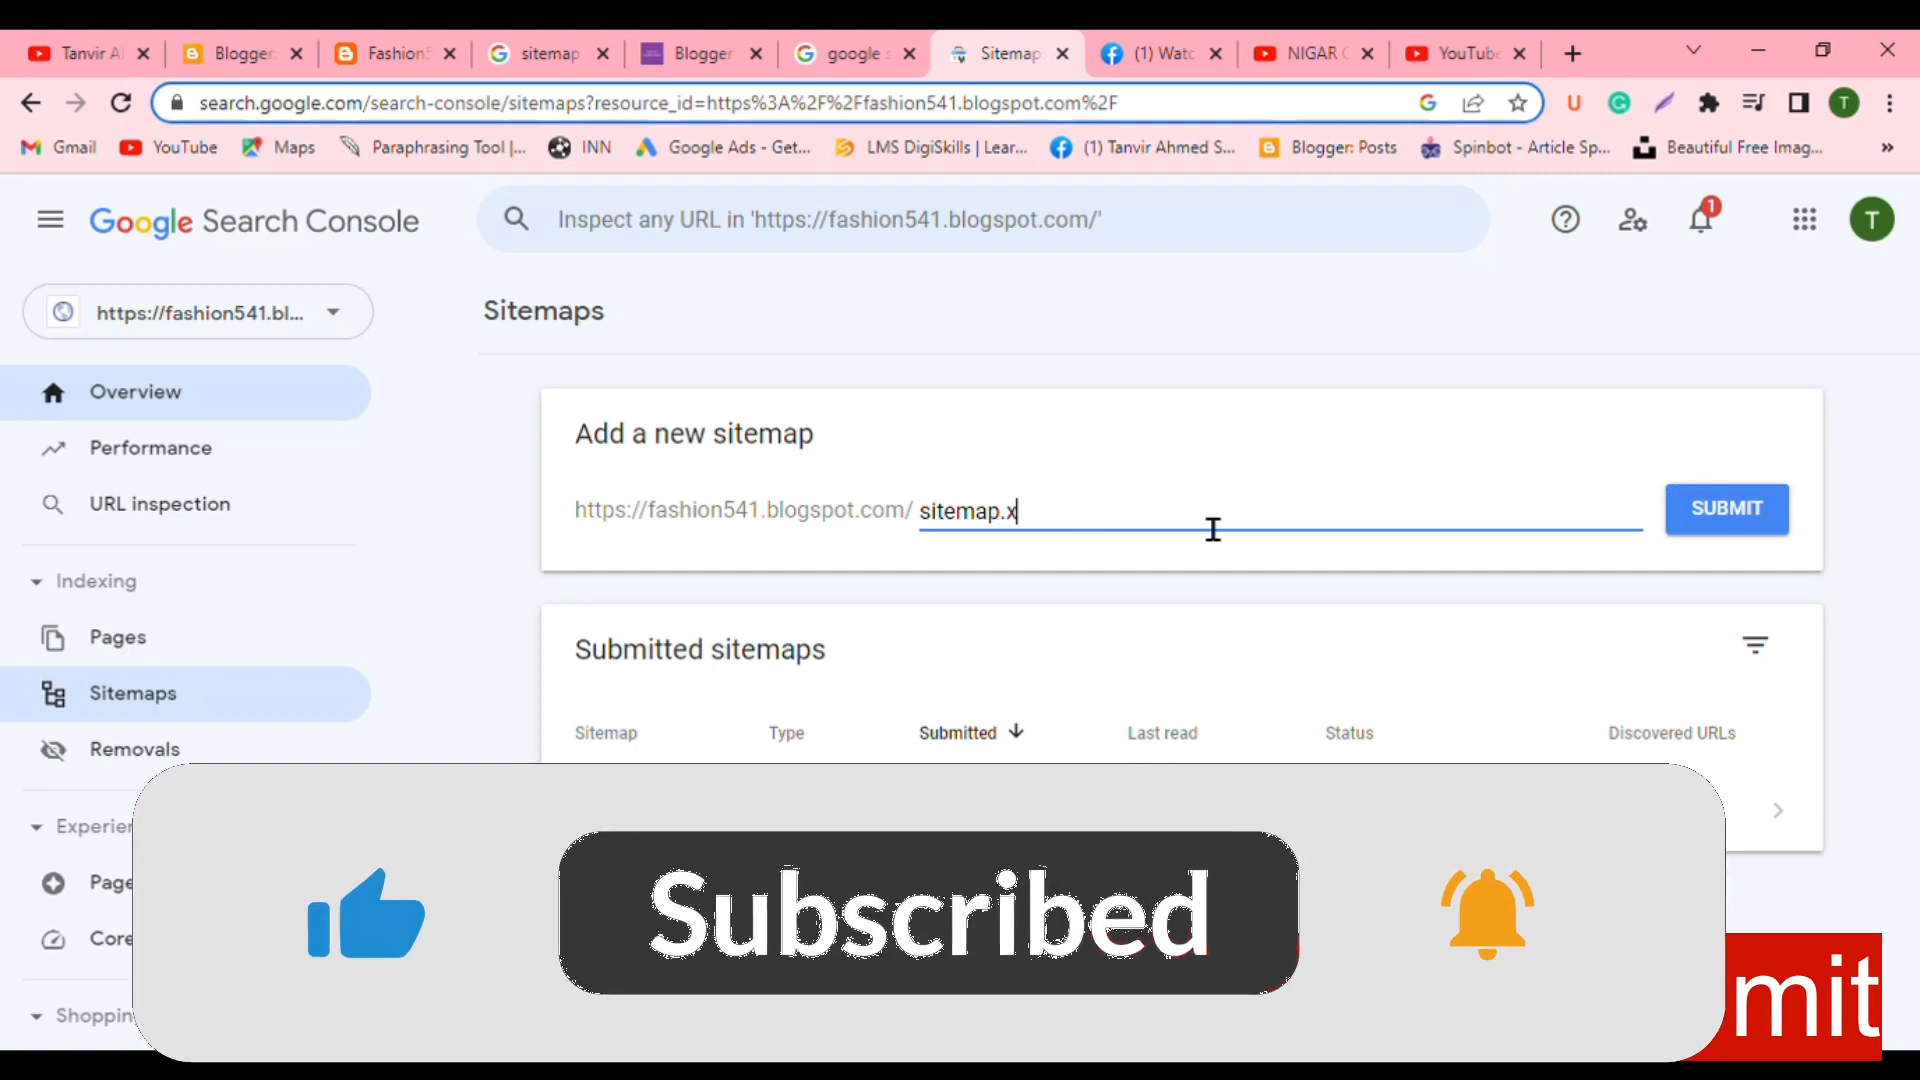 Tanvir Al
Blogger:
Fashion5
sitemap
Blogger
google s
Sitemap
(1) Watc
NIGAR
YouTube
search.google.com/search-console/sitemaps?resource_id=https%3A%2F%2Ffashion541.blogspot.com%2F
U
T
Gmail
YouTube
Maps
Paraphrasing Tool |...
INN
Google Ads - Get...
LMS DigiSkills | Lear...
(1) Tanvir Ahmed S...
Blogger: Posts
Spinbot - Article Sp...
Beautiful Free Imag...
»
Google Search Console
Inspect any URL in 'https://fashion541.blogspot.com/'
1
T
https://fashion541.bl...
Sitemaps
Overview
Performance
URL inspection
Indexing
Pages
Sitemaps
Removals
Experien
Page
Core
Shoppin
Add a new sitemap
https://fashion541.blogspot.com/ sitemap.x
SUBMIT
Submitted sitemaps
Sitemap
Type
Submitted
Last read
Status
Discovered URLs
Subscribed
mit